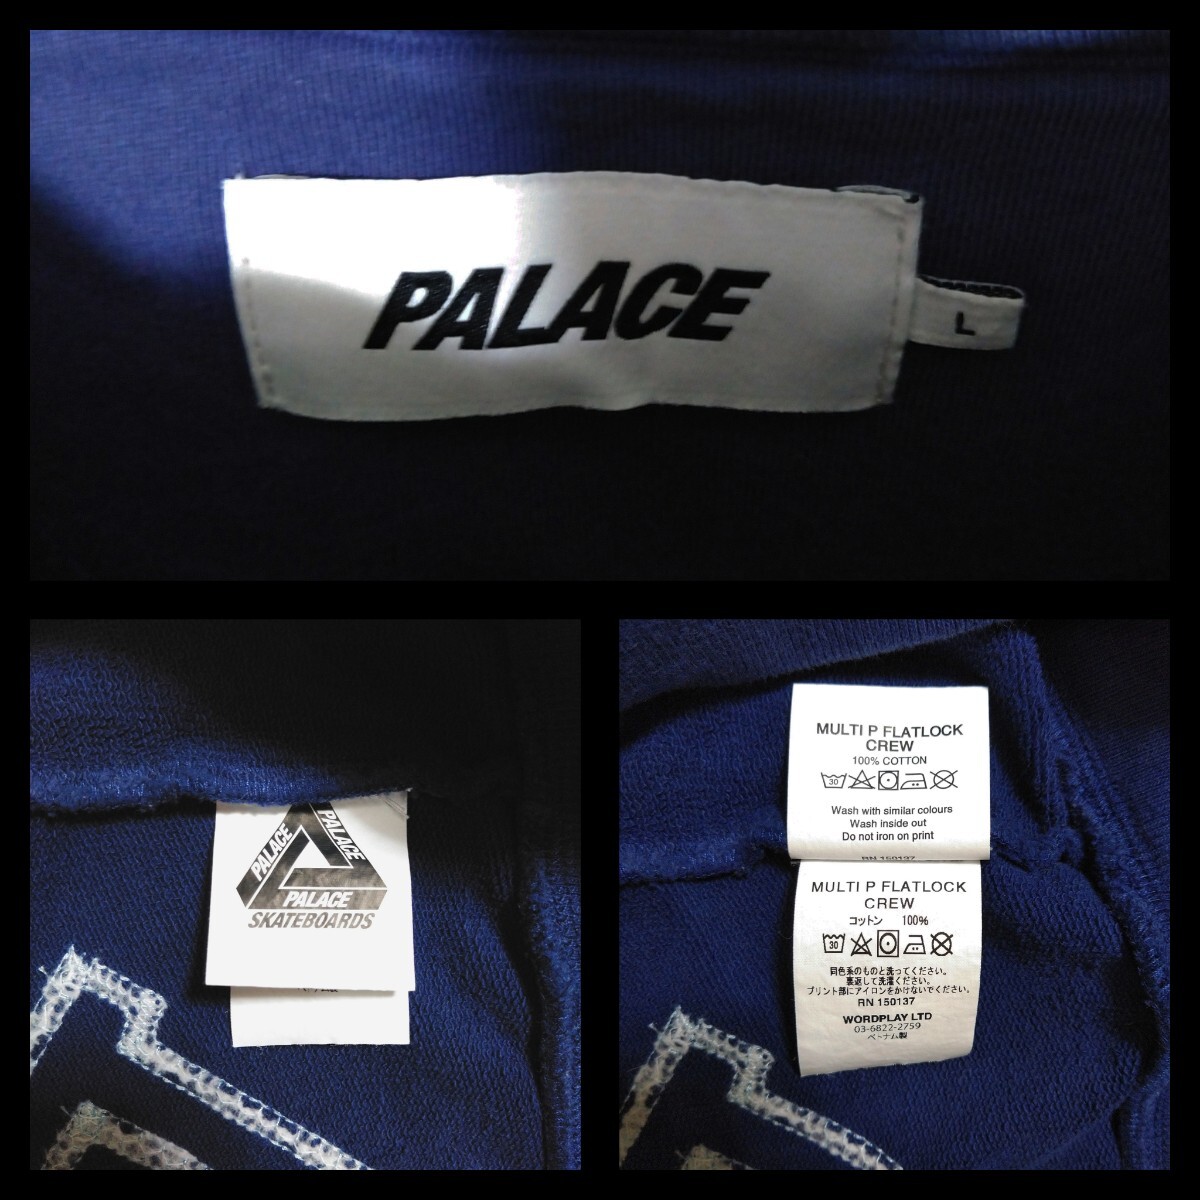 PALACE
L
PALACE
PALACE
PALACE
SKATEBOARDS
MULTI P FLATLOCK
CREW
100% COTTON
30
Wash with similar colours
Wash inside out
Do not iron on print
RN 150137
MULTI P FLATLOCK
CREW
コットン 100%
30
同色系のものと洗ってください。
裏返して洗濯ください。
プリント部にアイロンをかけないでください。
RN 150137
WORDPLAY LTD
03-6822-2759
ベトナム製